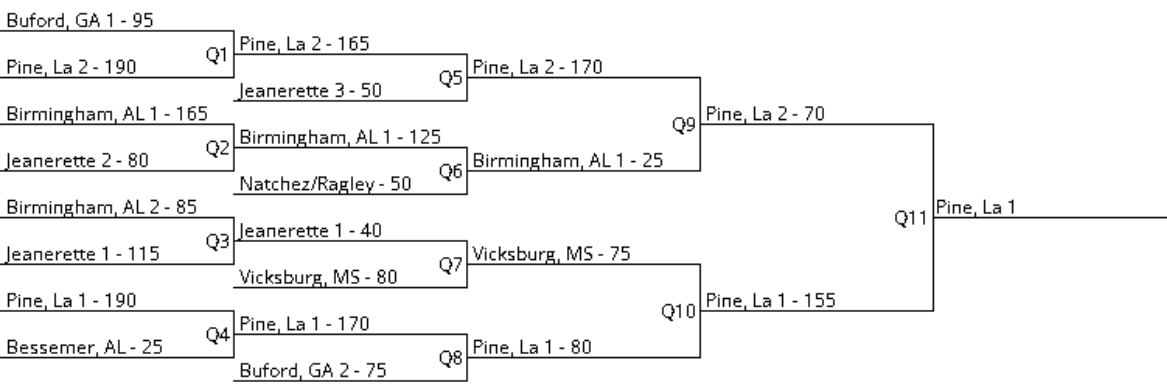 Buford, GA 1 - 95
Pine, La 2 - 190
Q1
Birmingham, AL 1 - 165
Jeanerette 2 - 80
Q2
Birmingham, AL 2 - 85
Jeanerette 1 - 115
Q3
Pine, La 1 - 190
Bessemer, AL - 25
Q4
Pine, La 2 - 165
Jeanerette 3 - 50
Q5
Birmingham, AL 1 - 125
Natchez/Ragley - 50
Q6
Jeanerette 1 - 40
Vicksburg, MS - 80
Q7
Pine, La 1 - 170
Buford, GA 2 - 75
Q8
Pine, La 2 - 170
Birmingham, AL 1 - 25
Q9
Vicksburg, MS - 75
Pine, La 1 - 80
Q10
Pine, La 2 - 70
Pine, La 1 - 155
Q11
Pine, La 1